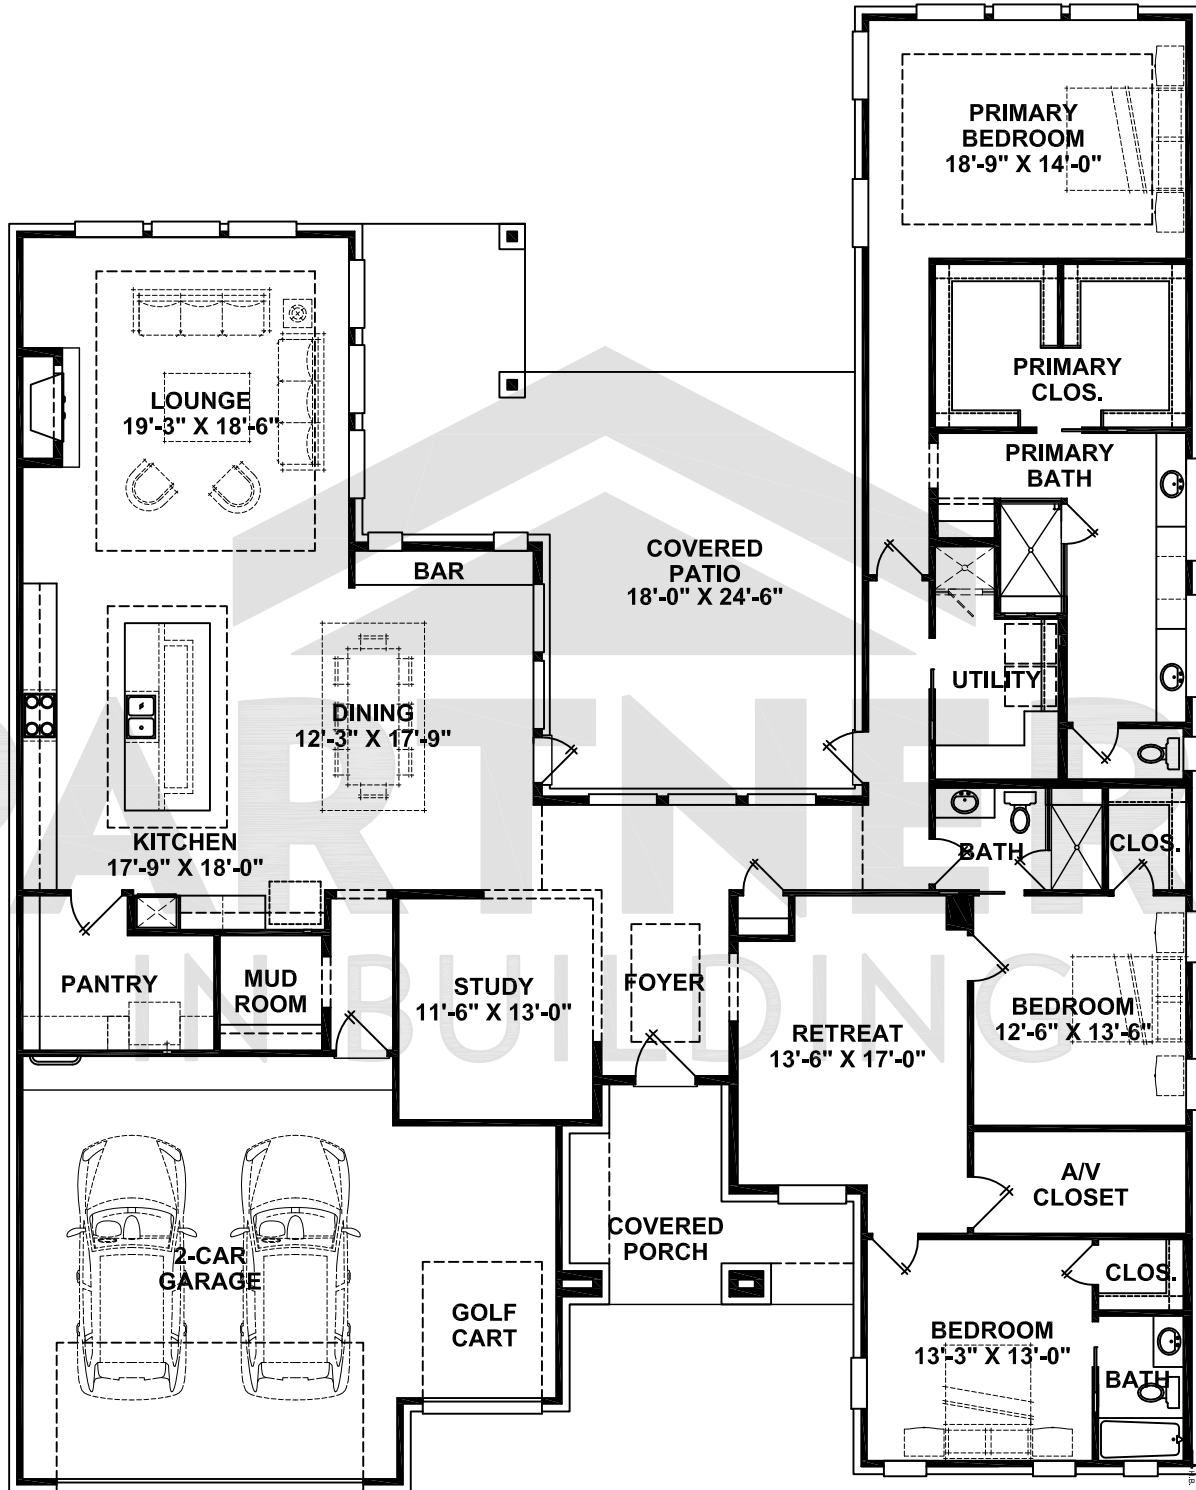 PRIMARY
BEDROOM
18'-9" X 14'-0"
PRIMARY
CLOS.
LOUNGE
19'-3" X 18'-6"
PRIMARY
BATH
COVERED
PATIO
18'-0" X 24'-6"
BAR
UTILITY
DINING
12'-3" X 17'-9"
KITCHEN
17'-9" X 18'-0"
BATH
CLOS.
PARTNER
IN BUILDING
PANTRY
MUD
ROOM
STUDY
11'-6" X 13'-0"
FOYER
RETREAT
13'-6" X 17'-0"
BEDROOM
12'-6" X 13'-6"
A/V
CLOSET
COVERED
PORCH
2-CAR
GARAGE
GOLF
CART
CLOS.
BEDROOM
13'-3" X 13'-0"
BATH